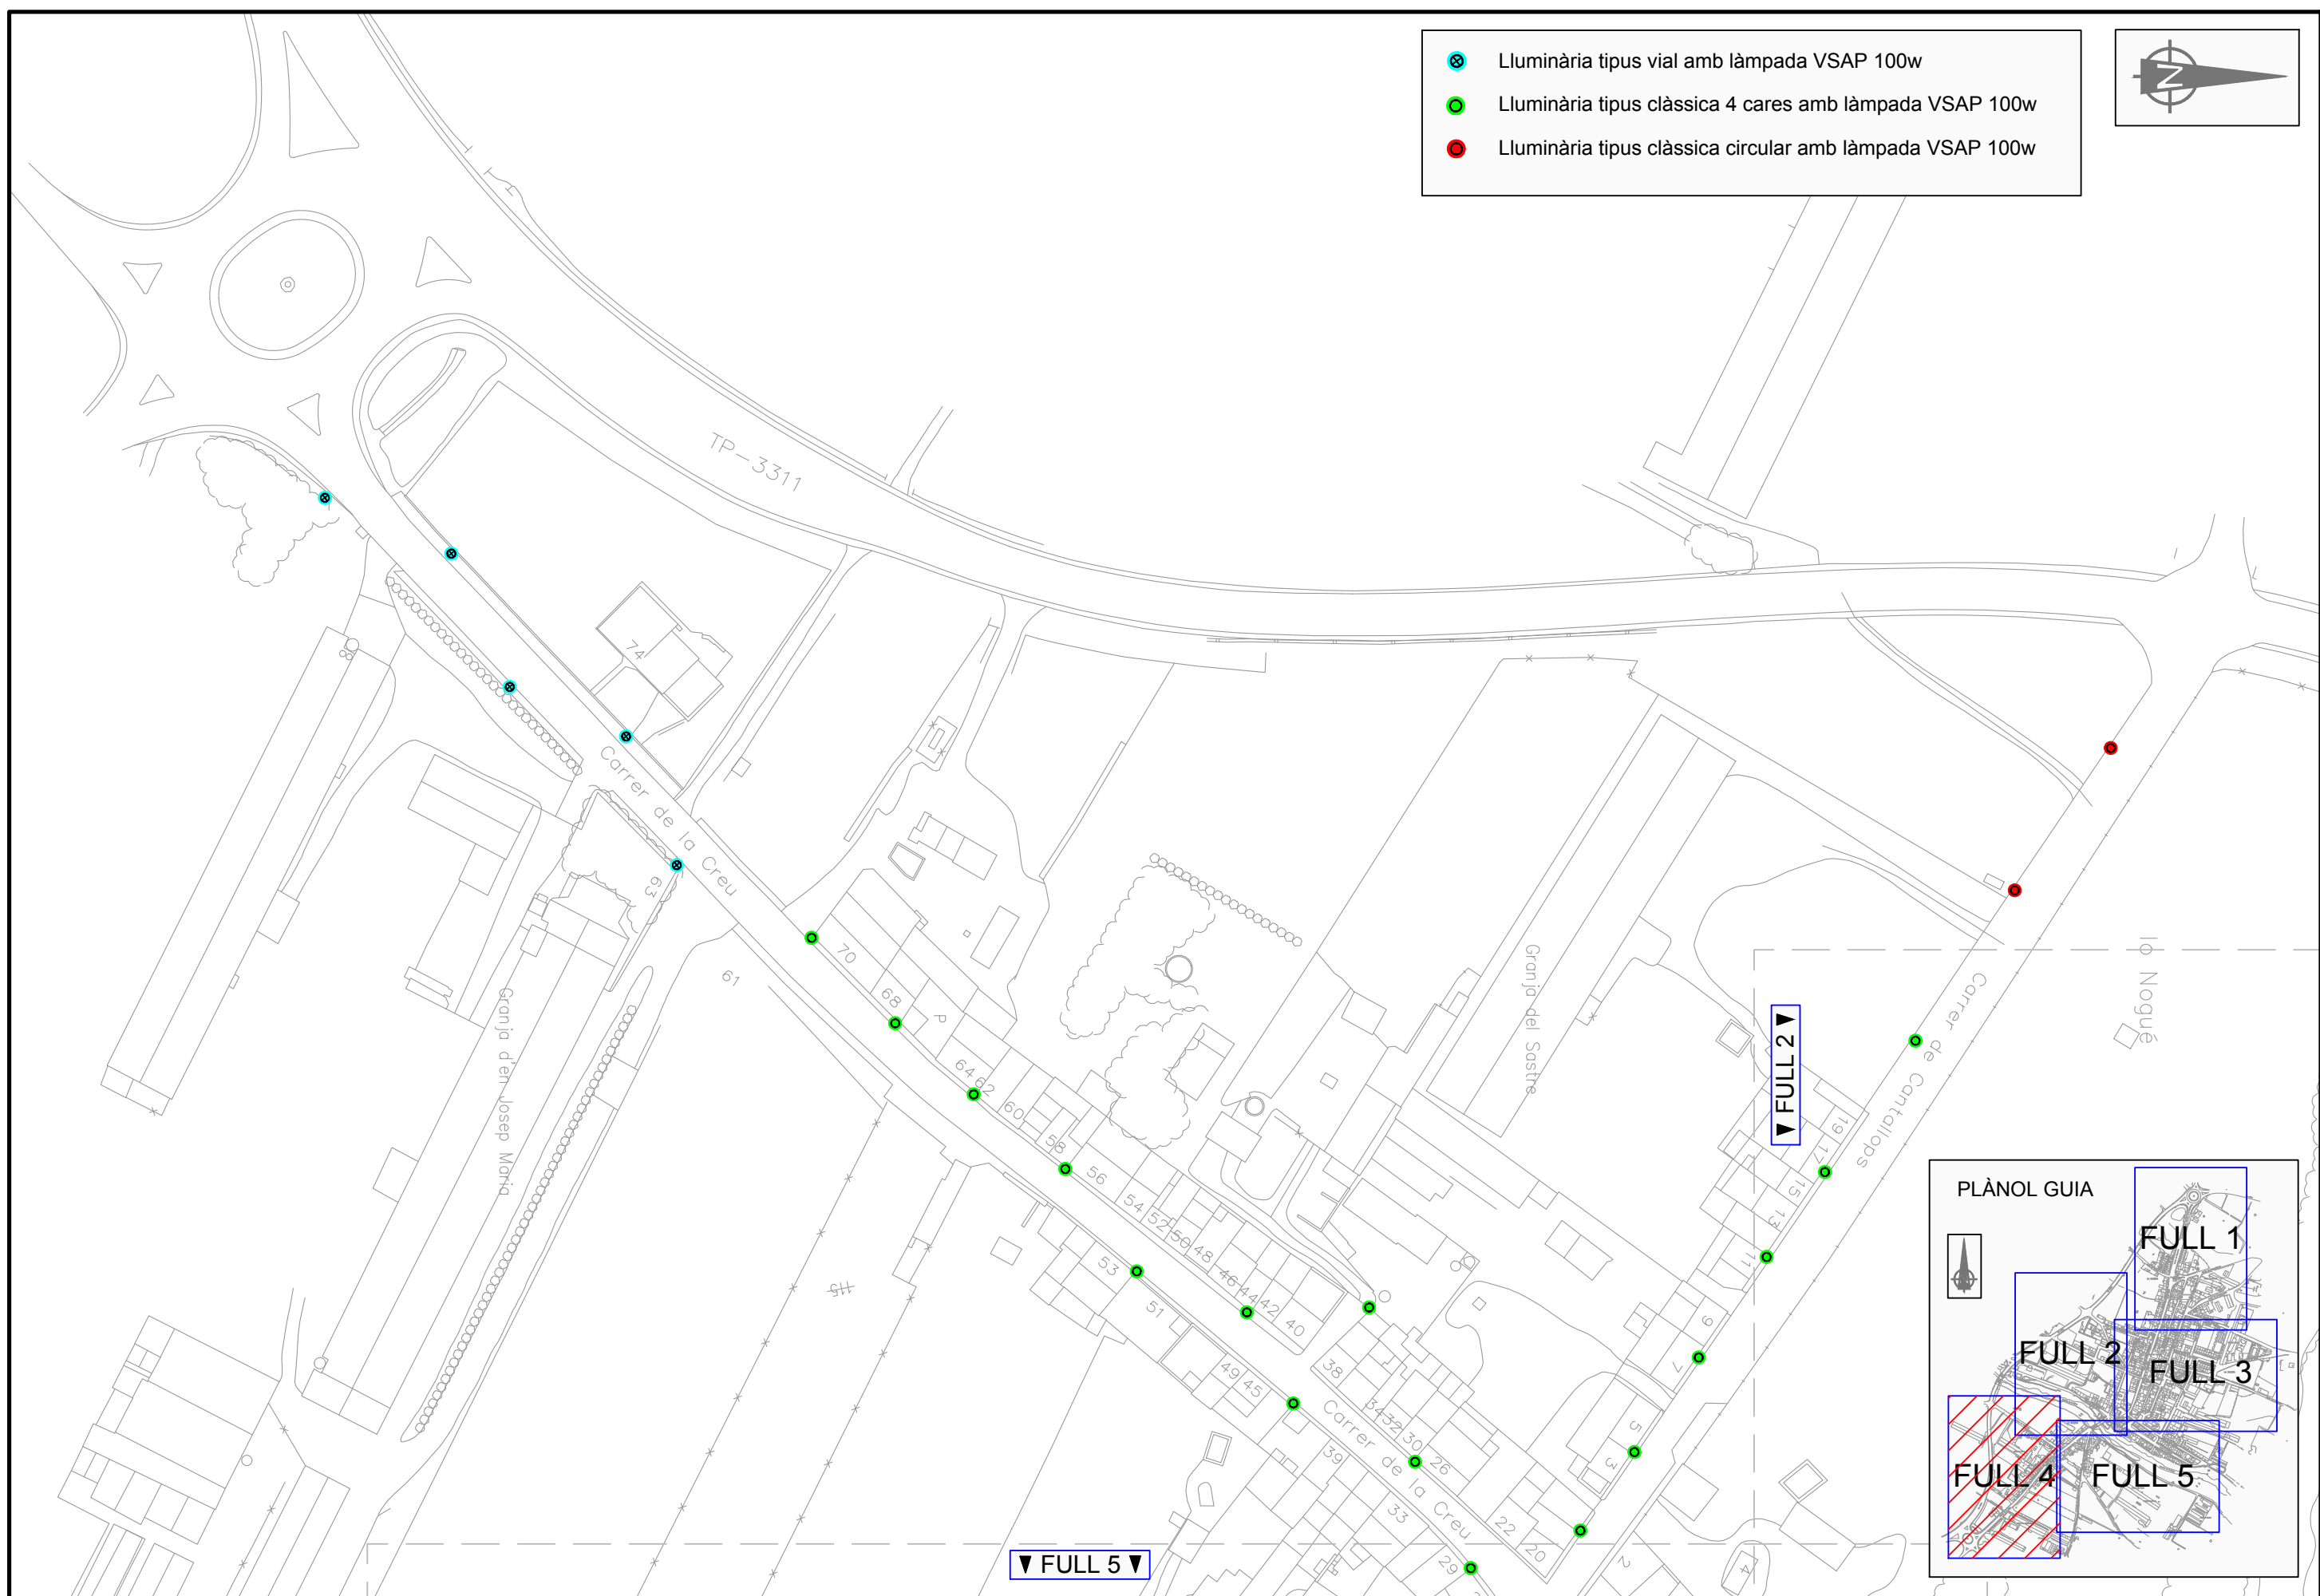 Lluminària tipus vial amb làmpada VSAP 100w
Lluminària tipus clàssica 4 cares amb làmpada VSAP 100w
Lluminària tipus clàssica circular amb làmpada VSAP 100w
N
TP-3311
74
Carrer de la Creu
63
61
70
68
P
64
62
60
58
56
54
52
50
48
46
44
42
40
38
34
32
30
26
22
20
53
51
49
45
39
33
29
Carrer de la Creu
Granja d'en Josep Maria
Granja del Sastre
Carrer de Cantallops
lo Nogué
19
17
15
13
11
9
7
5
3
2
4
▼ FULL 2 ▼
▼ FULL 5 ▼
PLÀNOL GUIA
FULL 1
FULL 2
FULL 3
FULL 4
FULL 5